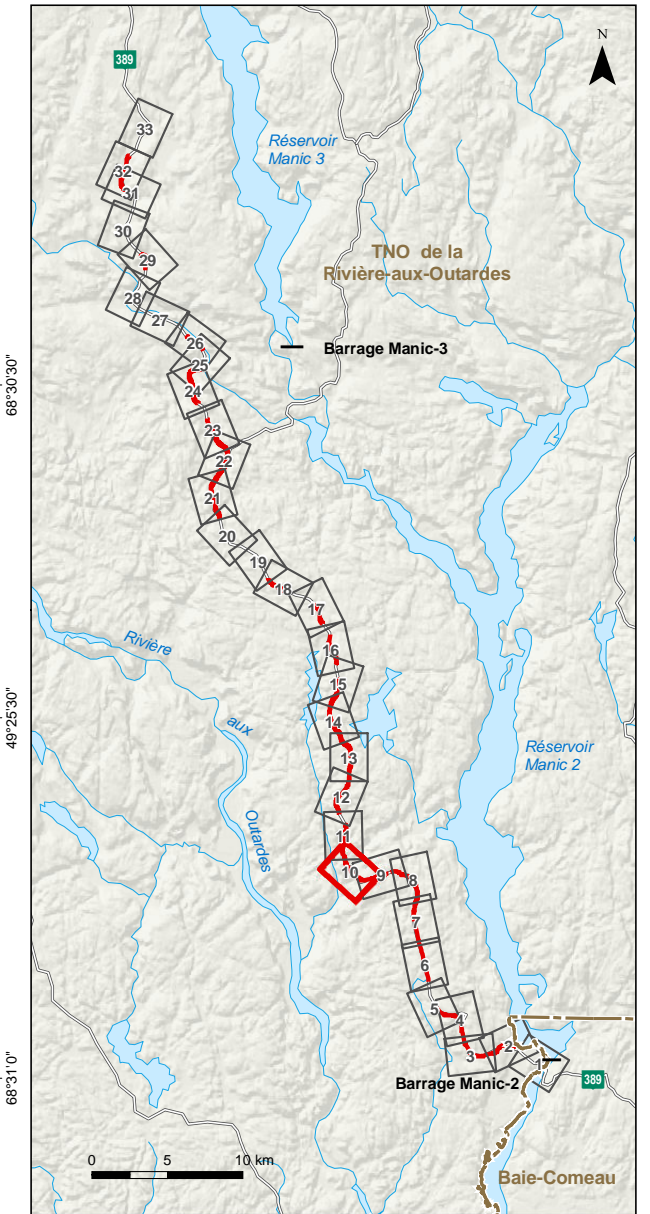 N
389
33
Réservoir
Manic 3
32
31
TNO de la
Rivière-aux-Outardes
30
29
28
27
26
Barrage Manic-3
25
68°30'30"
24
23
22
21
20
19
18
17
Rivière
16
15
49°25'30"
14
aux
13
Réservoir
Manic 2
12
Outardes
11
10
9
8
7
6
5
4
3
2
1
68°31'0"
Barrage Manic-2
389
0 5 10 km
Baie-Comeau